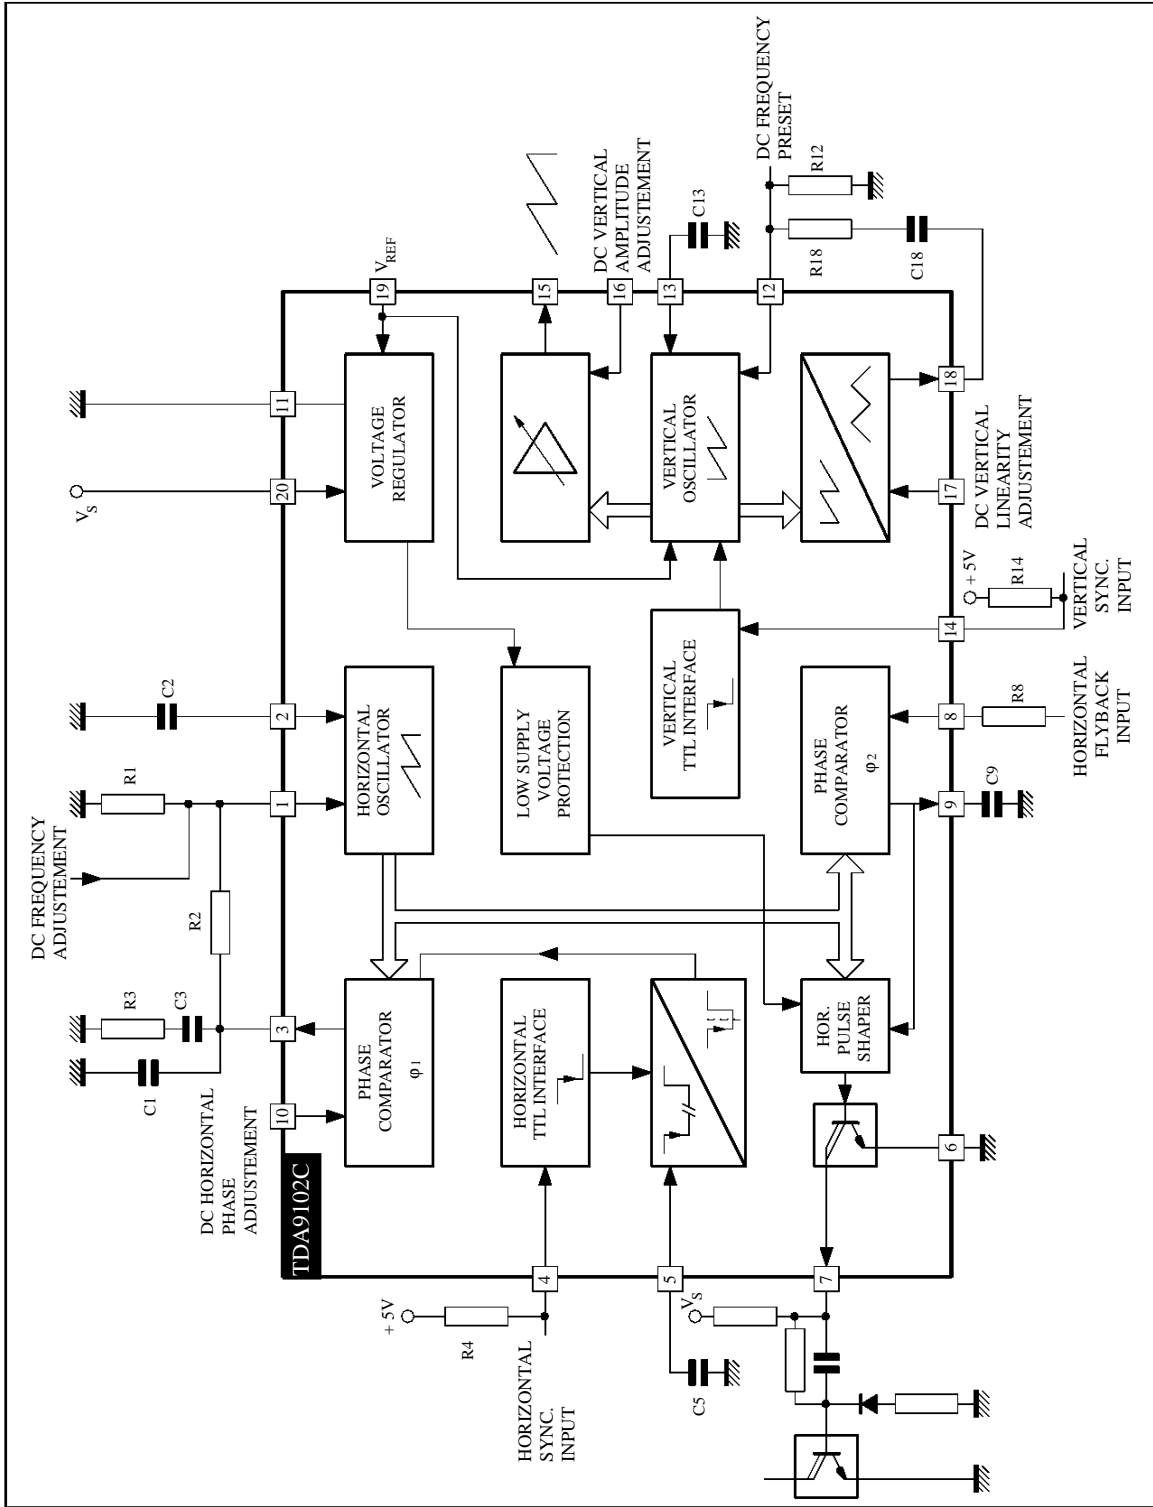 TDA9102C
DC HORIZONTAL
PHASE
ADJUSTEMENT
C1
R3
C3
DC FREQUENCY
ADJUSTEMENT
R2
R1
C2
VS
10
3
1
2
20
11
PHASE
COMPARATOR
φ1
HORIZONTAL
OSCILLATOR
VOLTAGE
REGULATOR
19
VREF
+ 5V
R4
HORIZONTAL
SYNC.
INPUT
4
HORIZONTAL
TTL INTERFACE
LOW SUPPLY
VOLTAGE
PROTECTION
15
16
DC VERTICAL
AMPLITUDE
ADJUSTEMENT
C5
5
VERTICAL
TTL INTERFACE
VERTICAL
OSCILLATOR
13
C13
VS
7
HOR.
PULSE
SHAPER
PHASE
COMPARATOR
φ2
12
DC FREQUENCY
PRESET
R12
R18
C18
6
9
8
14
17
18
C9
R8
HORIZONTAL
FLYBACK
INPUT
+ 5V
R14
VERTICAL
SYNC.
INPUT
DC VERTICAL
LINEARITY
ADJUSTEMENT